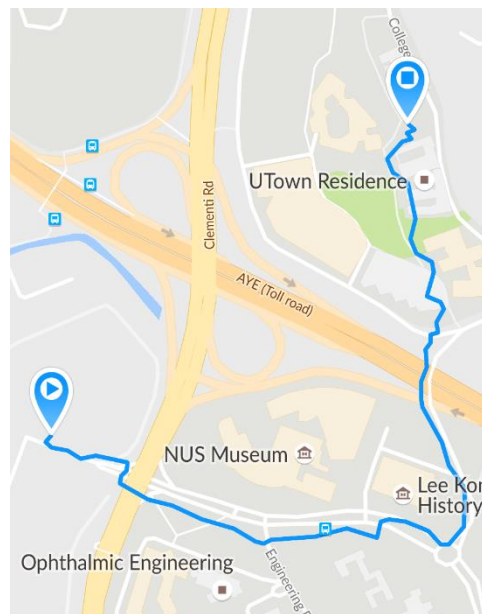 College
UTown Residence
Clementi Rd
AYE (Toll road)
NUS Museum
Lee Kon
History
Ophthalmic Engineering
Engineering